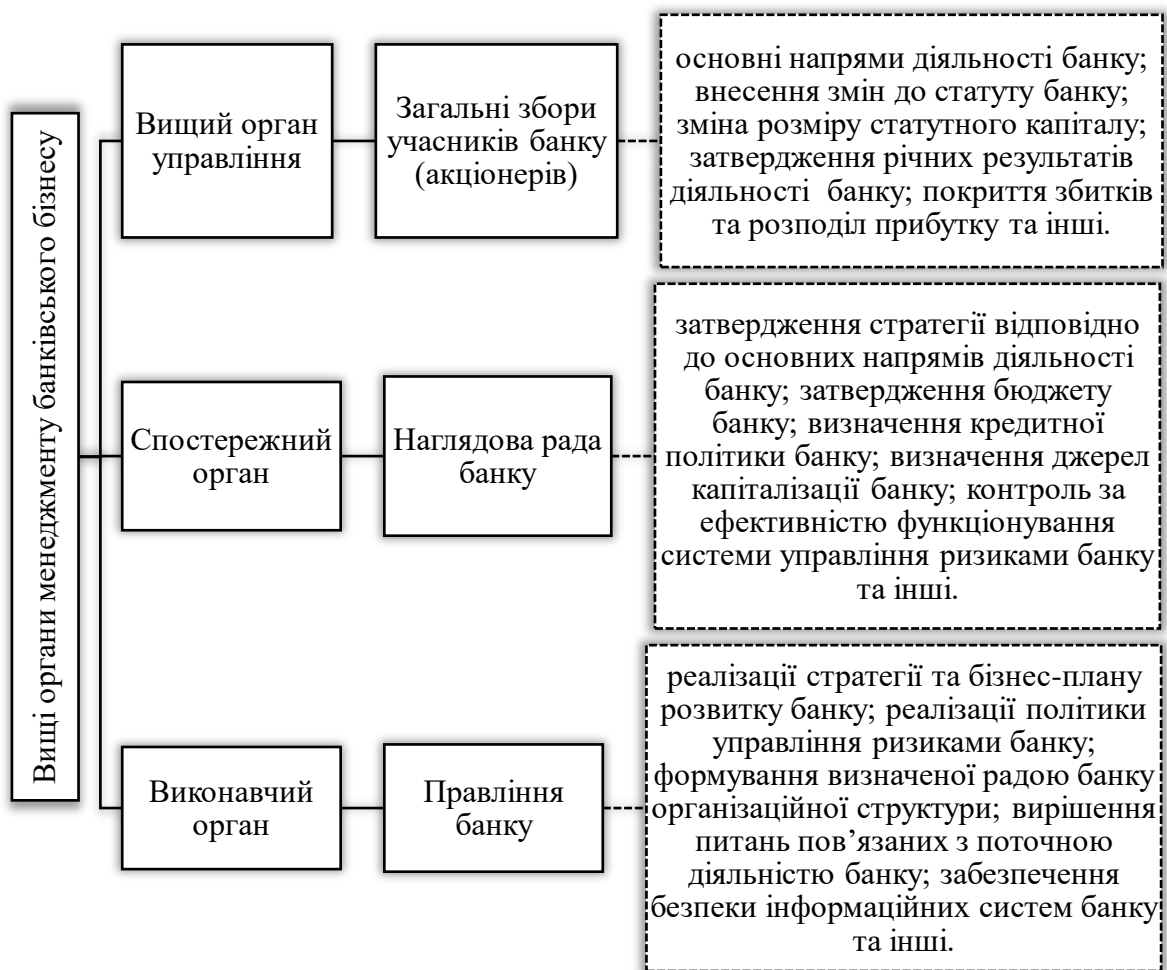 Вищі органи менеджменту банківського бізнесу
Вищий орган
управління
Загальні збори
учасників банку
(акціонерів)
основні напрями діяльності банку;
внесення змін до статуту банку;
зміна розміру статутного капіталу;
затвердження річних результатів
діяльності банку; покриття збитків
та розподіл прибутку та інші.
Спостережний
орган
Наглядова рада
банку
затвердження стратегії відповідно
до основних напрямів діяльності
банку; затвердження бюджету
банку; визначення кредитної
політики банку; визначення джерел
капіталізації банку; контроль за
ефективністю функціонування
системи управління ризиками банку
та інші.
Виконавчий
орган
Правління
банку
реалізації стратегії та бізнес-плану
розвитку банку; реалізації політики
управління ризиками банку;
формування визначеної радою банку
організаційної структури; вирішення
питань пов’язаних з поточною
діяльністю банку; забезпечення
безпеки інформаційних систем банку
та інші.